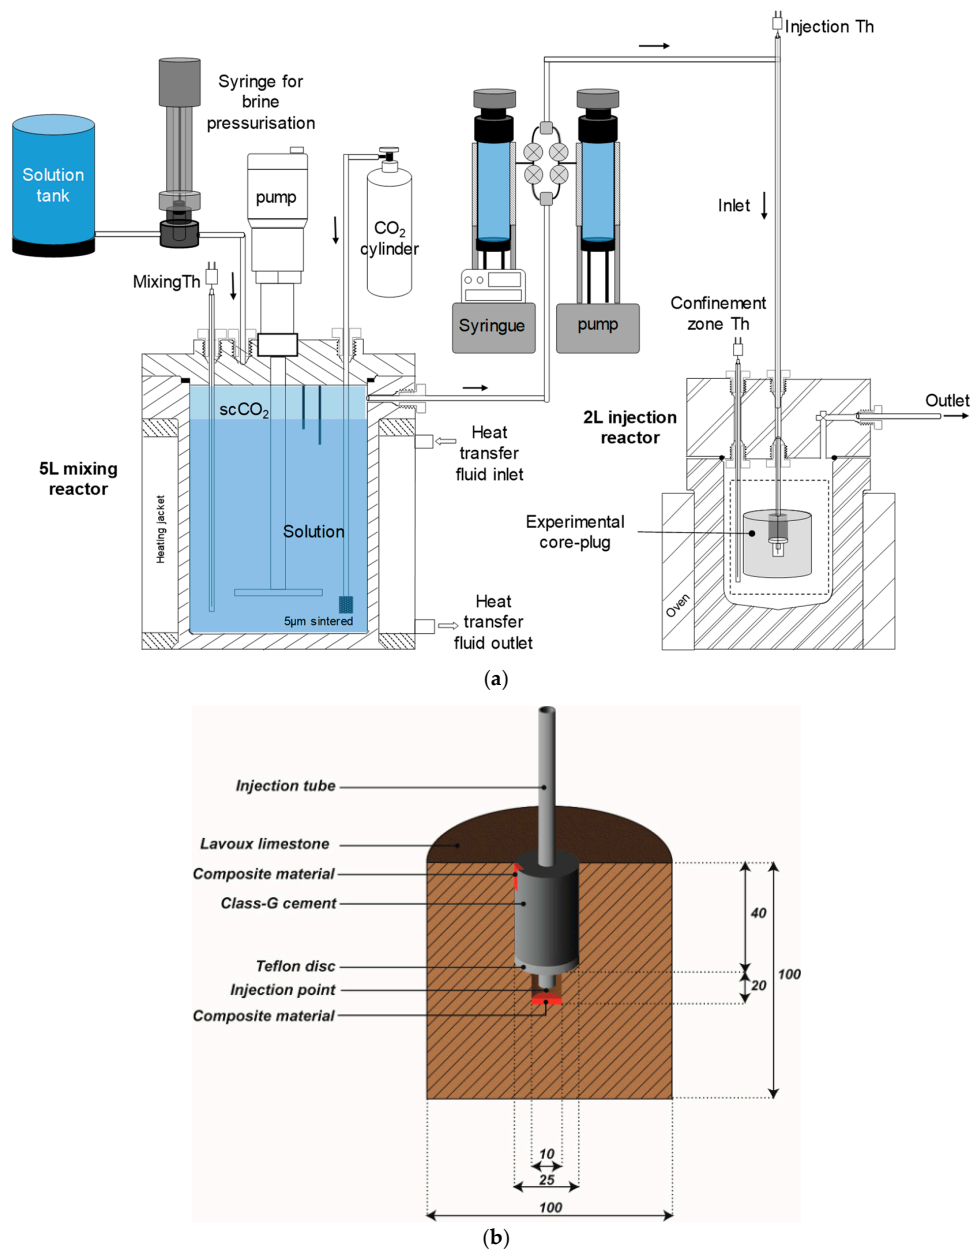 Injection Th
Syringe for
brine
pressurisation
Solution
tank
pump
CO2
cylinder
Inlet
MixingTh
Confinement
zone Th
Syringue
pump
scCO2
Outlet
2L injection
reactor
Heat
transfer
fluid inlet
5L mixing
reactor
Heating jacket
Solution
Experimental
core-plug
Oven
5µm sintered
Heat
transfer
fluid outlet
(a)
Injection tube
Lavoux limestone
Composite material
Class-G cement
40
Teflon disc
100
Injection point
20
Composite material
10
25
100
(b)